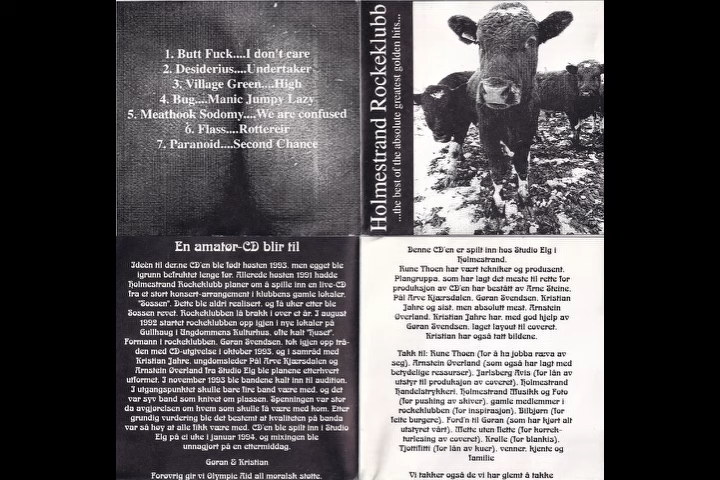 1. Butt Fuck....I don't care
2. Desiderius....Undertaker
3. Village Green....High
4. Bug....Manic Jumpy Lazy
5. Meathook Sodomy....We are confused
6. Flass....Rottereir
7. Paranoid....Second Chance
Holmestrand Rockeklubb
...the best of the absolute greatest golden hits...
En amatør-CD blir til
Ideèn til denne CD'en ble født høsten 1993, men egget ble
igrunn befruktet lenge før. Allerede høsten 1991 hadde
Holmestrand Rockeklubb planer om å spille inn en live-CD
fra et stort konsert-arrangement i klubbens gamle lokaler,
"Sossen". Dette ble aldri realisert, og få uker etter ble
Sossen revet. Rockeklubben lå brakk i over et år. I august
1992 startet rockeklubben opp igjen i nye lokaler på
Gullhaug i Ungdommens Kulturhus, ofte kalt "Huset".
Formann i rockeklubben, Gøran Svendsen, tok igjen opp trå-
den med CD-utgivelse i oktober 1993, og i samråd med
Kristian Jahre, ungdomsleder Pål Arve Kjærsdalen og
Arnstein Øverland fra Studio Elg ble planene etterhvert
utformet. I november 1993 ble bandene kalt inn til audition.
I utgangspunktet skulle bare fire band være med, og det
var syv band som knivet om plassen. Spenningen var stor
da avgjørelsen om hvem som skulle få være med kom. Etter
grundig vurdering ble det bestemt at kvaliteten på banda
var så høy at alle fikk være med. CD'en ble spilt inn i Studio
Elg på ei uke i januar 1994, og mixingen ble
unnagjort på en ettermiddag.
Gøran & Kristian
Forøvrig gir vi Olympic Aid all moralsk støtte.
Denne CD'en er spilt inn hos Studio Elg i
Holmestrand.
Rune Thoen har vært tekniker og produsent.
Plangruppa, som har lagt det meste til rette for
produksjon av CD'en har bestått av Arne Steine,
Pål Arve Kjærsdalen, Gøran Svendsen, Kristian
Jahre og sist, men absolutt mest, Arnstein
Øverland. Kristian Jahre har, med god hjelp av
Gøran Svendsen, laget layout til coveret.
Kristian har også tatt bildene.
Takk til: Rune Thoen (for å ha jobba ræva av
seg), Arnstein Øverland (som også har lagt med
betydelige ressurser), Jarlsberg Avis (for lån av
utstyr til produksjon av coveret), Holmestrand
Handelstrykkeri, Holmestrand Musikk og Foto
(for pushing av skiver), gamle medlemmer i
rockeklubben (for inspirasjon), Bilbjørn (for
feite burgere), Ford'n til Gøran (som har kjørt alt
utstyret vårt), Mette uten Nette (for korrek-
turlesing av coveret), Krølle (for blankis),
Tjottifitti (for lån av kuer), venner, kjente og
familie
Vi takker også de vi har glemt å takke